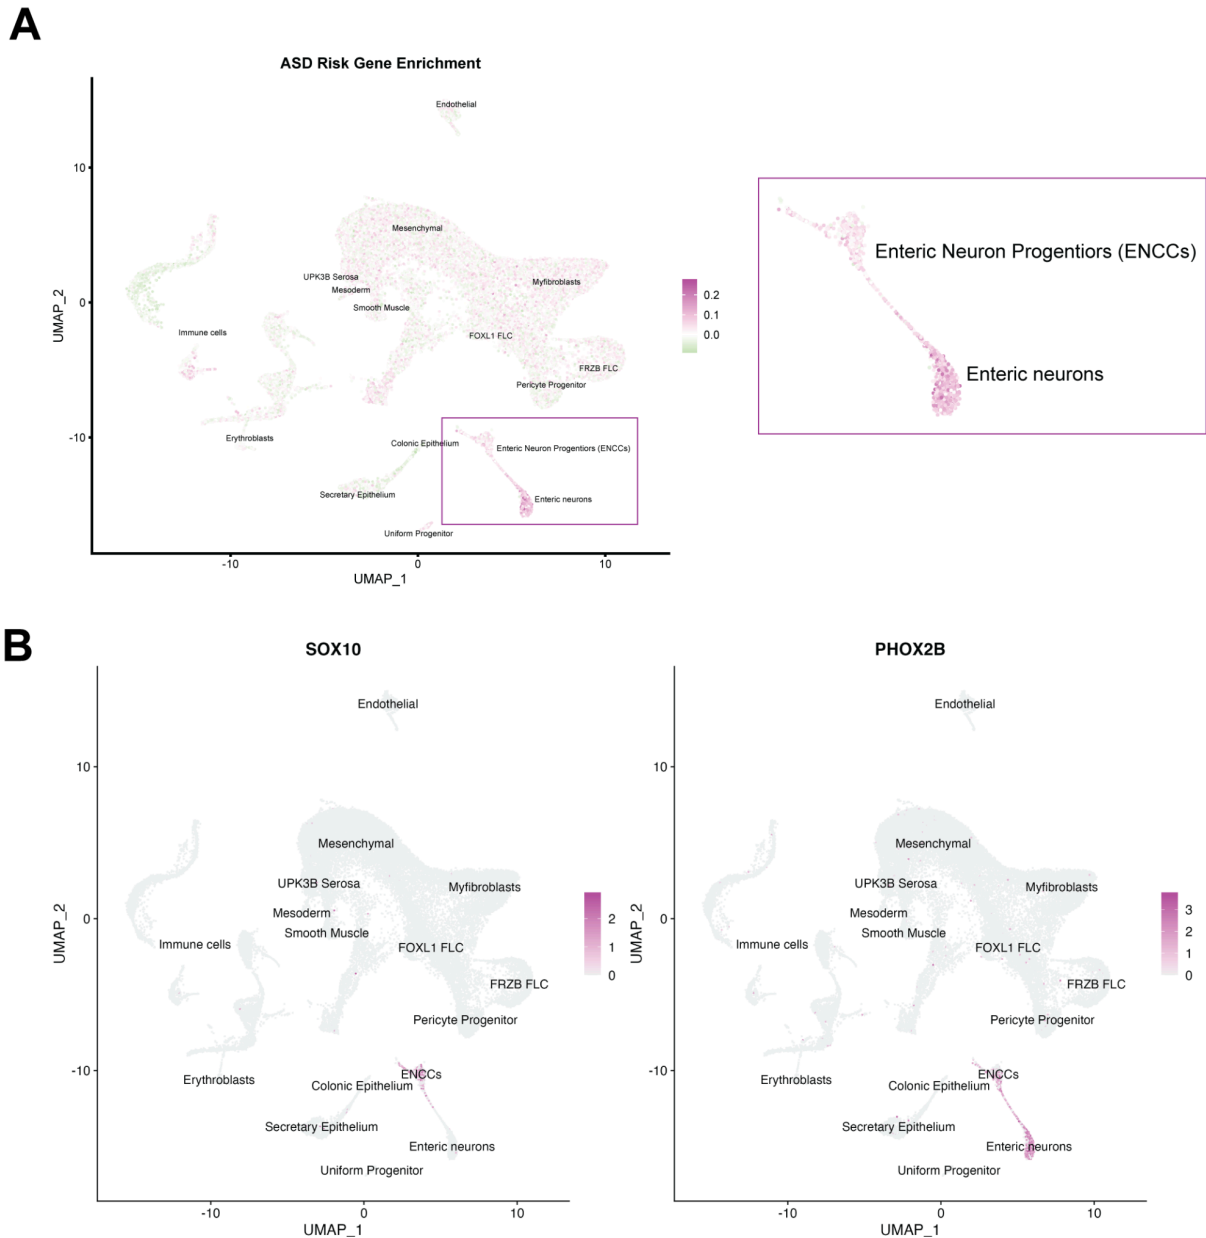 A
ASD Risk Gene Enrichment
Endothelial
10
Mesenchymal
Enteric Neuron Progentiors (ENCCs)
UPK3B Serosa
Myfibroblasts
Mesoderm
0.2
UMAP_2
0
Smooth Muscle
0.1
Immune cells
FOXL1 FLC
0.0
FRZB FLC
Enteric neurons
Pericyte Progenitor
-10
Erythroblasts
Colonic Epithelium
Enteric Neuron Progentiors (ENCCs)
Secretary Epithelium
Enteric neurons
Uniform Progenitor
-10
0
10
UMAP_1
B
SOX10
Endothelial
10
Mesenchymal
UPK3B Serosa
Myfibroblasts
Mesoderm
2
UMAP_2
0
Smooth Muscle
1
Immune cells
FOXL1 FLC
0
FRZB FLC
Pericyte Progenitor
-10
Erythroblasts
ENCCs
Colonic Epithelium
Secretary Epithelium
Enteric neurons
Uniform Progenitor
-10
0
10
UMAP_1
PHOX2B
Endothelial
10
Mesenchymal
UPK3B Serosa
Myfibroblasts
3
Mesoderm
2
UMAP_2
0
Smooth Muscle
1
Immune cells
FOXL1 FLC
0
FRZB FLC
Pericyte Progenitor
-10
Erythroblasts
ENCCs
Colonic Epithelium
Secretary Epithelium
Enteric neurons
Uniform Progenitor
-10
0
10
UMAP_1